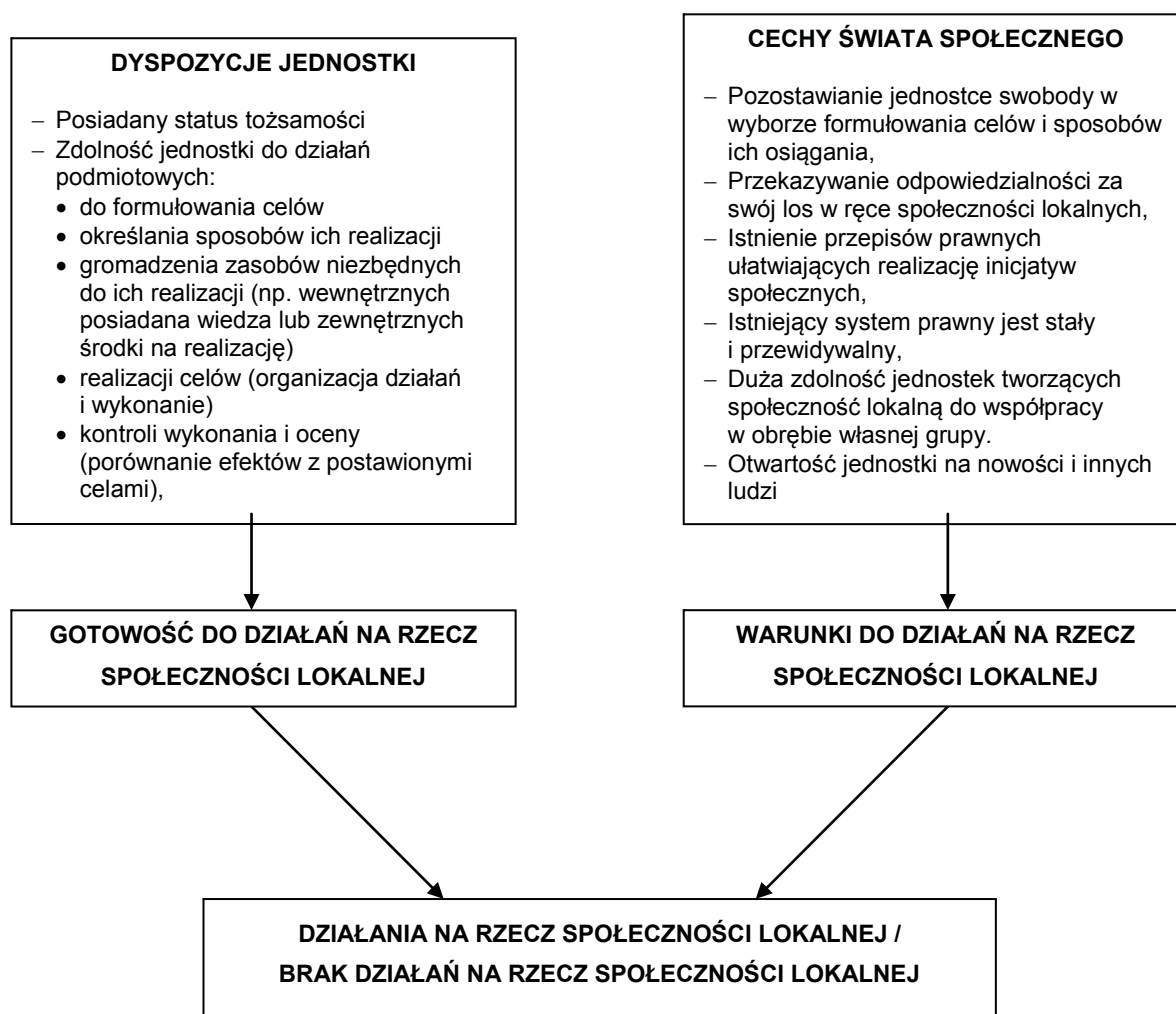 DYSPOZYCJE JEDNOSTKI
– Posiadany status tożsamości
– Zdolność jednostki do działań
podmiotowych:
• do formułowania celów
• określania sposobów ich realizacji
• gromadzenia zasobów niezbędnych
do ich realizacji (np. wewnętrznych
posiadana wiedza lub zewnętrznych
środki na realizację)
• realizacji celów (organizacja działań
i wykonanie)
• kontroli wykonania i oceny
(porównanie efektów z postawionymi
celami),
CECHY ŚWIATA SPOŁECZNEGO
– Pozostawianie jednostce swobody w
wyborze formułowania celów i sposobów
ich osiągania,
– Przekazywanie odpowiedzialności za
swój los w ręce społeczności lokalnych,
– Istnienie przepisów prawnych
ułatwiających realizację inicjatyw
społecznych,
– Istniejący system prawny jest stały
i przewidywalny,
– Duża zdolność jednostek tworzących
społeczność lokalną do współpracy
w obrębie własnej grupy.
– Otwartość jednostki na nowości i innych
ludzi
GOTOWOŚĆ DO DZIAŁAŃ NA RZECZ
SPOŁECZNOŚCI LOKALNEJ
WARUNKI DO DZIAŁAŃ NA RZECZ
SPOŁECZNOŚCI LOKALNEJ
DZIAŁANIA NA RZECZ SPOŁECZNOŚCI LOKALNEJ /
BRAK DZIAŁAŃ NA RZECZ SPOŁECZNOŚCI LOKALNEJ